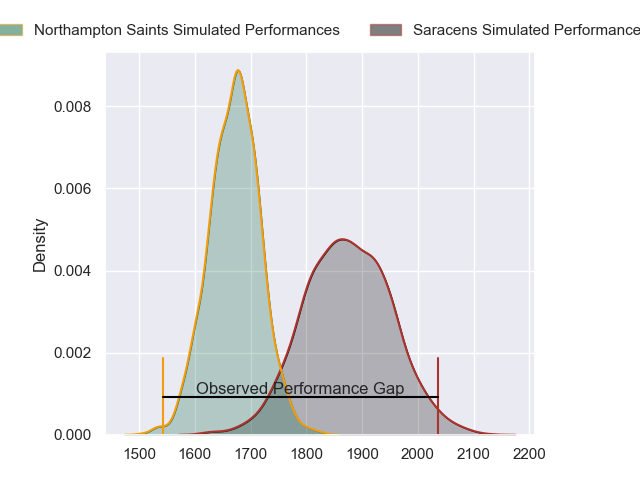 Northampton Saints Simulated Performances
Saracens Simulated Performance
0.008
0.006
0.004
0.002
0.000
Density
Observed Performance Gap
1500 1600 1700 1800 1900 2000 2100 2200